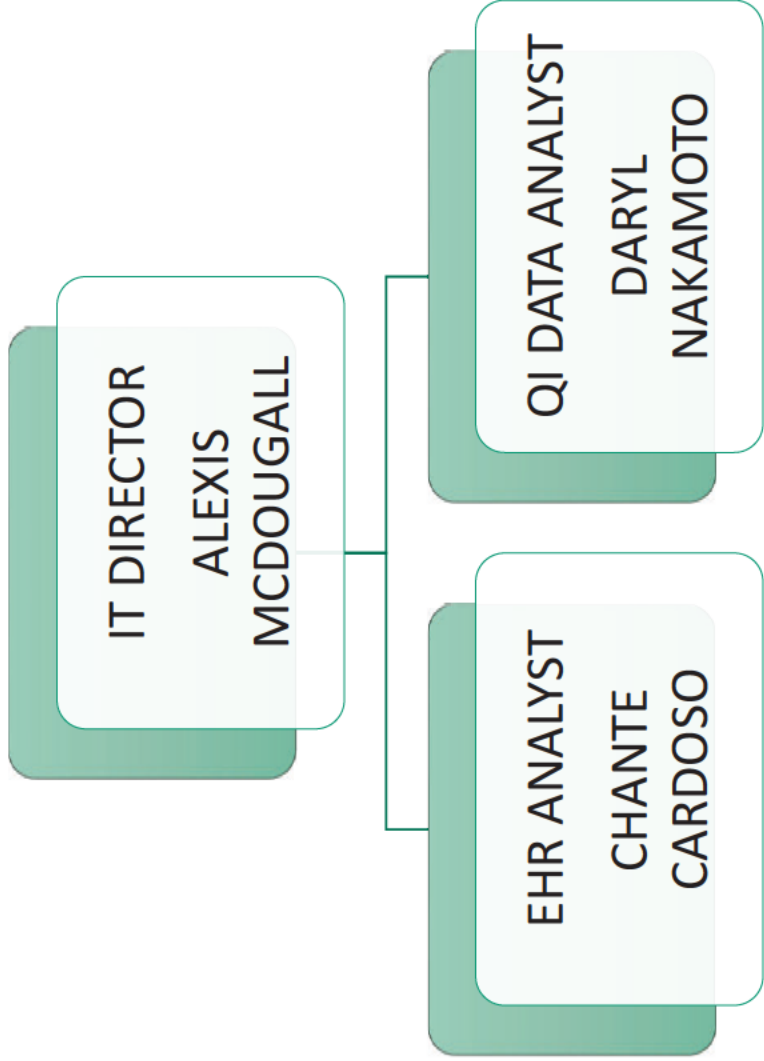 IT DIRECTOR
ALEXIS
MCDOUGALL
EHR ANALYST
CHANTE
CARDOSO
QI DATA ANALYST
DARYL
NAKAMOTO